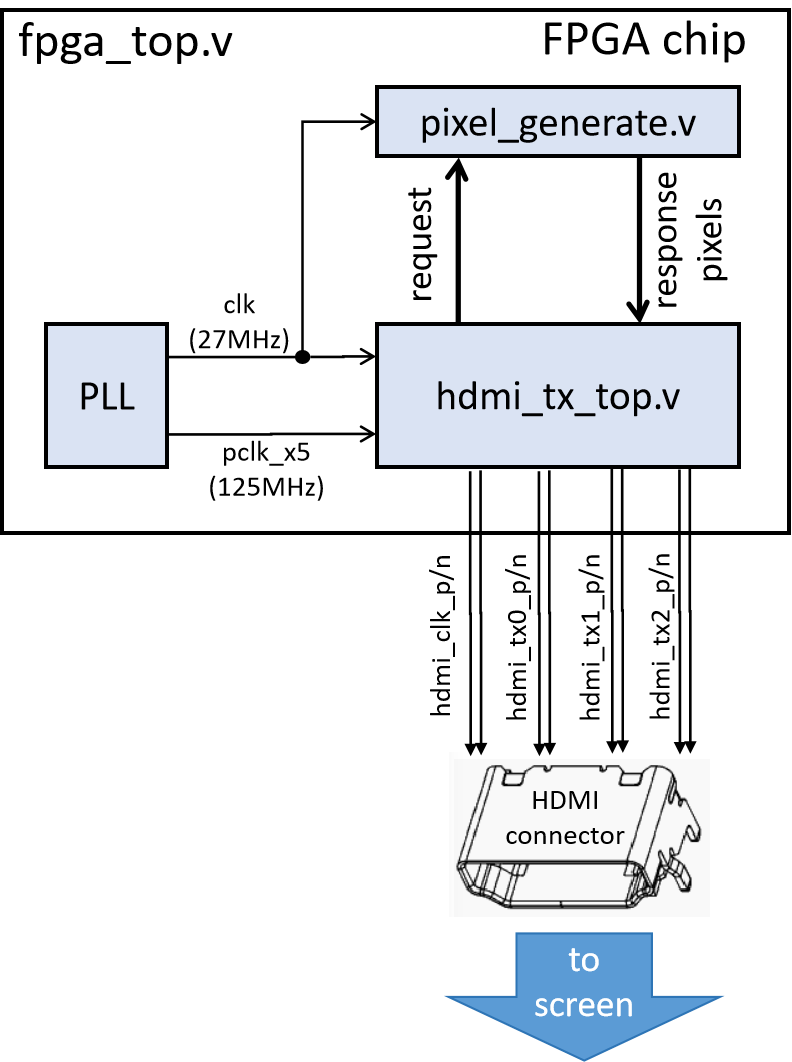 fpga_top.v
FPGA chip
pixel_generate.v
request
response
pixels
clk
(27MHz)
PLL
hdmi_tx_top.v
pclk_x5
(125MHz)
hdmi_clk_p/n
hdmi_tx0_p/n
hdmi_tx1_p/n
hdmi_tx2_p/n
HDMI
connector
to
screen